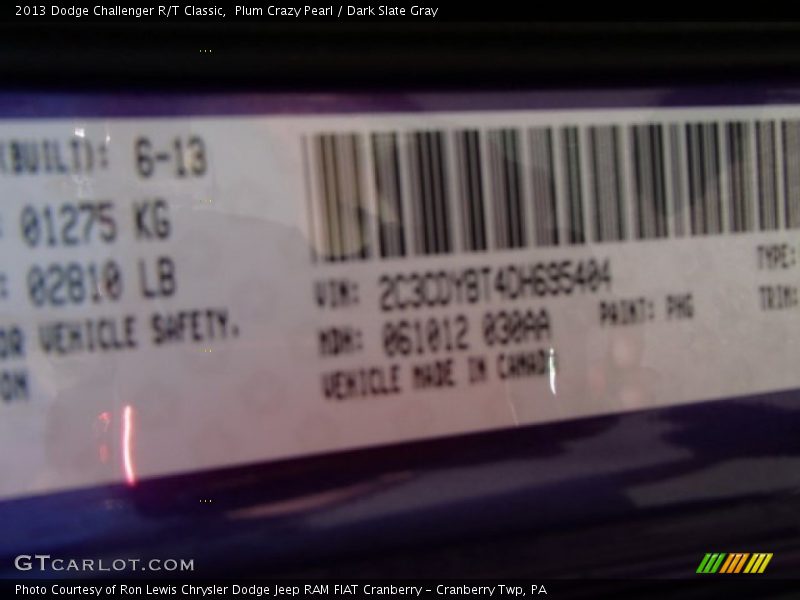 2013 Dodge Challenger R/T Classic, Plum Crazy Pearl / Dark Slate Gray
(BUILT): 6-13
: 01275 KG
: 02810 LB
OR VEHICLE SAFETY.
ON
VIN: 2C3CDYBT4DH695404
MDH: 061012 030AA
PAINT: PHG
VEHICLE MADE IN CANADA
TYPE:
TRIM:
GTCARLOT.COM
Photo Courtesy of Ron Lewis Chrysler Dodge Jeep RAM FIAT Cranberry - Cranberry Twp, PA